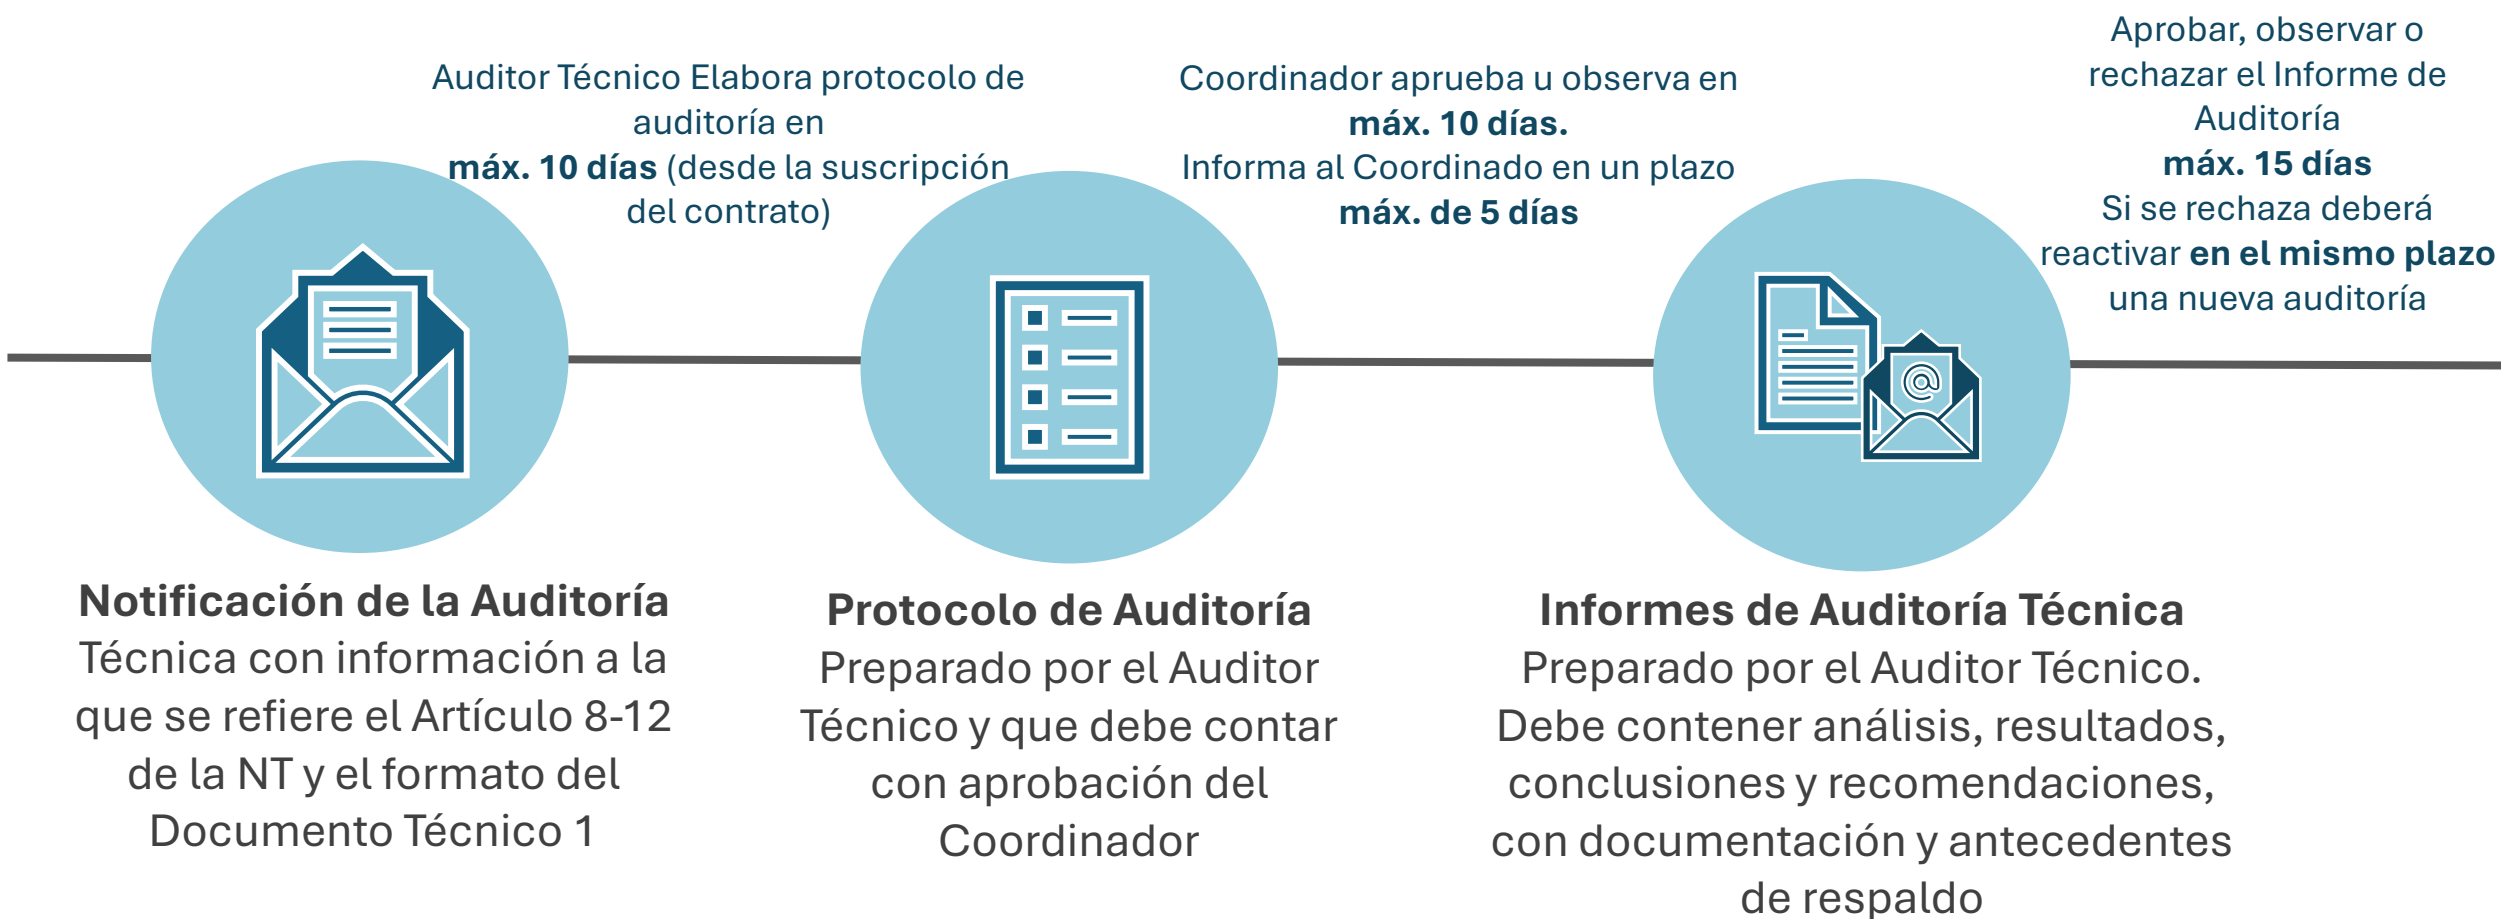 Auditor Técnico Elabora protocolo de
auditoría en
máx. 10 días (desde la suscripción
del contrato)
Coordinador aprueba u observa en
máx. 10 días.
Informa al Coordinado en un plazo
máx. de 5 días
Aprobar, observar o
rechazar el Informe de
Auditoría
máx. 15 días
Si se rechaza deberá
reactivar en el mismo plazo
una nueva auditoría
@
Notificación de la Auditoría
Técnica con información a la
que se refiere el Artículo 8-12
de la NT y el formato del
Documento Técnico 1
Protocolo de Auditoría
Preparado por el Auditor
Técnico y que debe contar
con aprobación del
Coordinador
Informes de Auditoría Técnica
Preparado por el Auditor Técnico.
Debe contener análisis, resultados,
conclusiones y recomendaciones,
con documentación y antecedentes
de respaldo